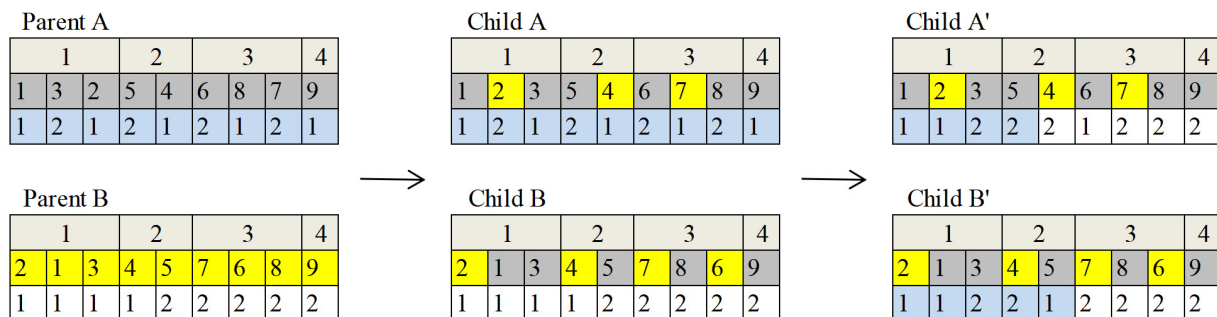 Parent A Child A Child A'
1 2 3 4 1 2 3 4 1 2 3 4
1 3 2 5 4 6 8 7 9 1 2 3 5 4 6 7 8 9 1 2 3 5 4 6 7 8 9
1 2 1 2 1 2 1 2 1 1 2 1 2 1 2 1 2 1 1 1 2 2 2 1 2 2 2
Parent B Child B Child B'
1 2 3 4 1 2 3 4 1 2 3 4
2 1 3 4 5 7 6 8 9 2 1 3 4 5 7 8 6 9 2 1 3 4 5 7 8 6 9
1 1 1 1 2 2 2 2 2 1 1 1 1 2 2 2 2 2 1 1 2 2 1 2 2 2 2